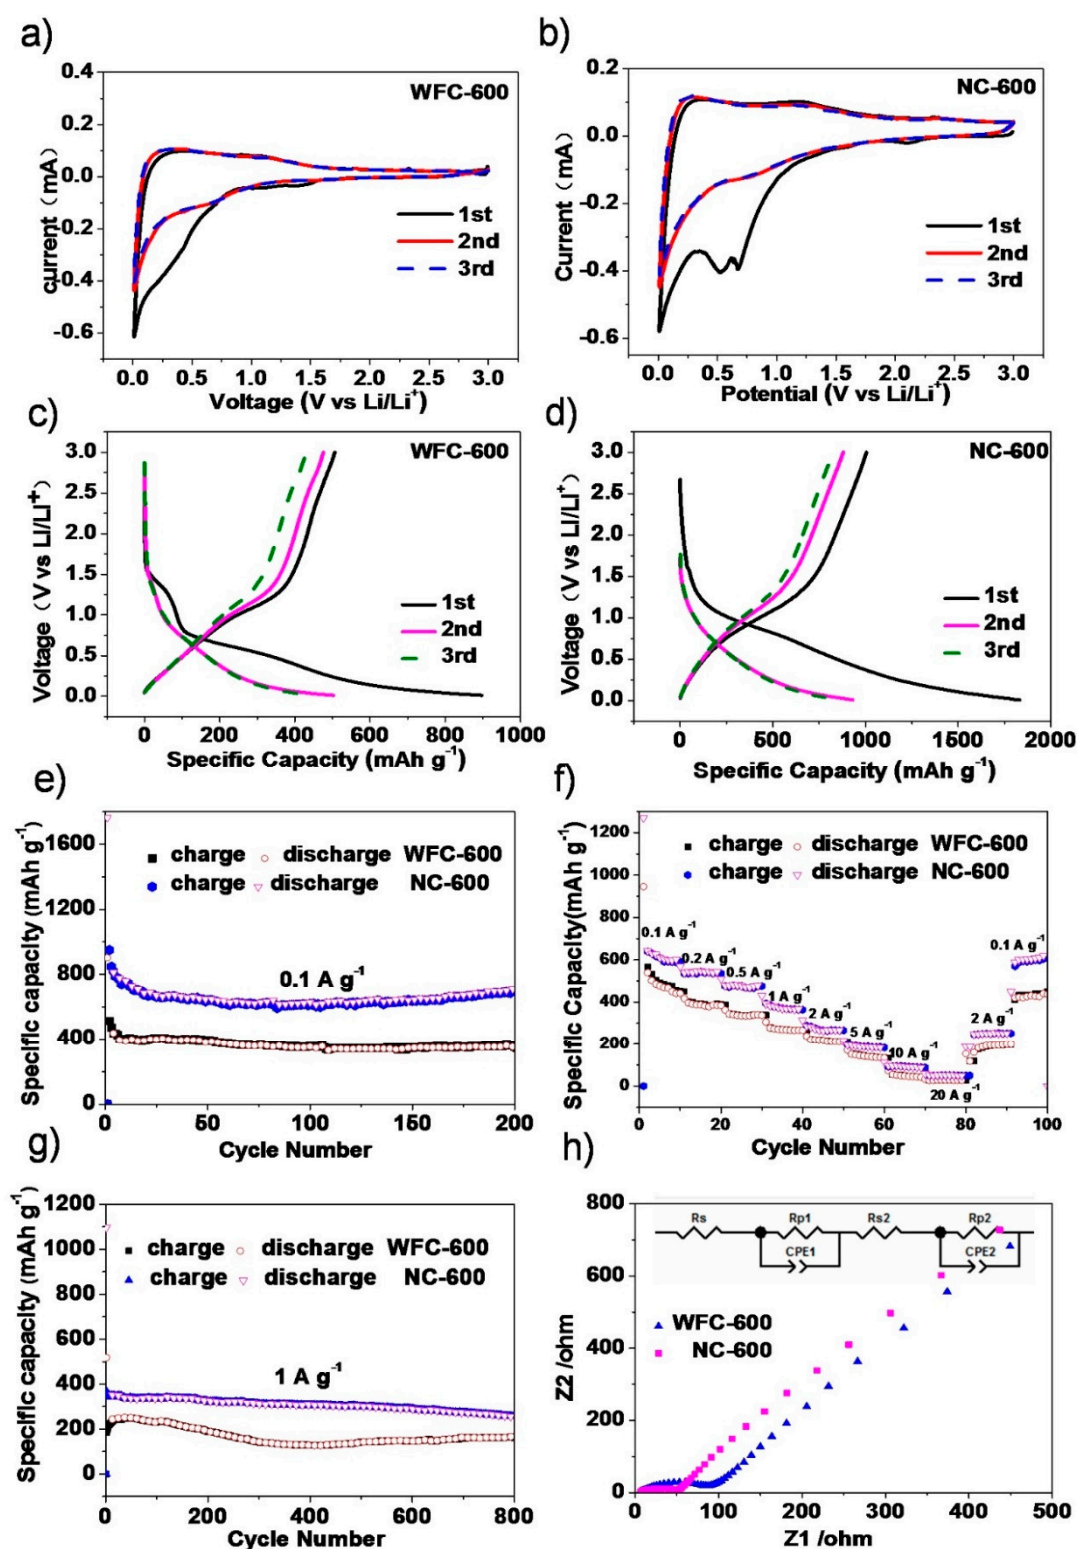 a)
WFC-600
0.4
0.2
0.0
-0.2
-0.4
-0.6
current（mA）
1st
2nd
3rd
0.0 0.5 1.0 1.5 2.0 2.5 3.0
Voltage (V vs Li/Li+)
b)
NC-600
0.2
0.0
-0.2
-0.4
-0.6
Current（mA）
1st
2nd
3rd
0.0 0.5 1.0 1.5 2.0 2.5 3.0
Potential (V vs Li/Li+)
c)
WFC-600
3.0
2.5
2.0
1.5
1.0
0.5
0.0
Voltage（V vs LI/LI+)
1st
2nd
3rd
0 200 400 600 800 1000
Specific Capacity (mAh g-1)
d)
NC-600
3.0
2.5
2.0
1.5
1.0
0.5
0.0
Voltage（V vs LI/Li+)
1st
2nd
3rd
0 500 1000 1500 2000
Specific Capacity (mAh g-1)
e)
1600
1200
800
400
0
Specific capacity (mAh g-1)
charge discharge WFC-600
charge discharge NC-600
0.1 A g-1
0 50 100 150 200
Cycle Number
f)
1200
1000
800
600
400
200
0
Specific Capacity(mAh g-1)
charge discharge WFC-600
charge discharge NC-600
0.1 A g-1
0.2 A g-1
0.5 A g-1
1 A g-1
2 A g-1
5 A g-1
10 A g-1
20 A g-1
2 A g-1
0.1 A g-1
0 20 40 60 80 100
Cycle Number
g)
1200
1000
800
600
400
200
0
Specific capacity (mAh g-1)
charge discharge WFC-600
charge discharge NC-600
1 A g-1
0 200 400 600 800
Cycle Number
h)
800
600
400
200
0
Z2 /ohm
Rs Rp1 Rs2 Rp2
CPE1 CPE2
WFC-600
NC-600
0 100 200 300 400 500
Z1 /ohm